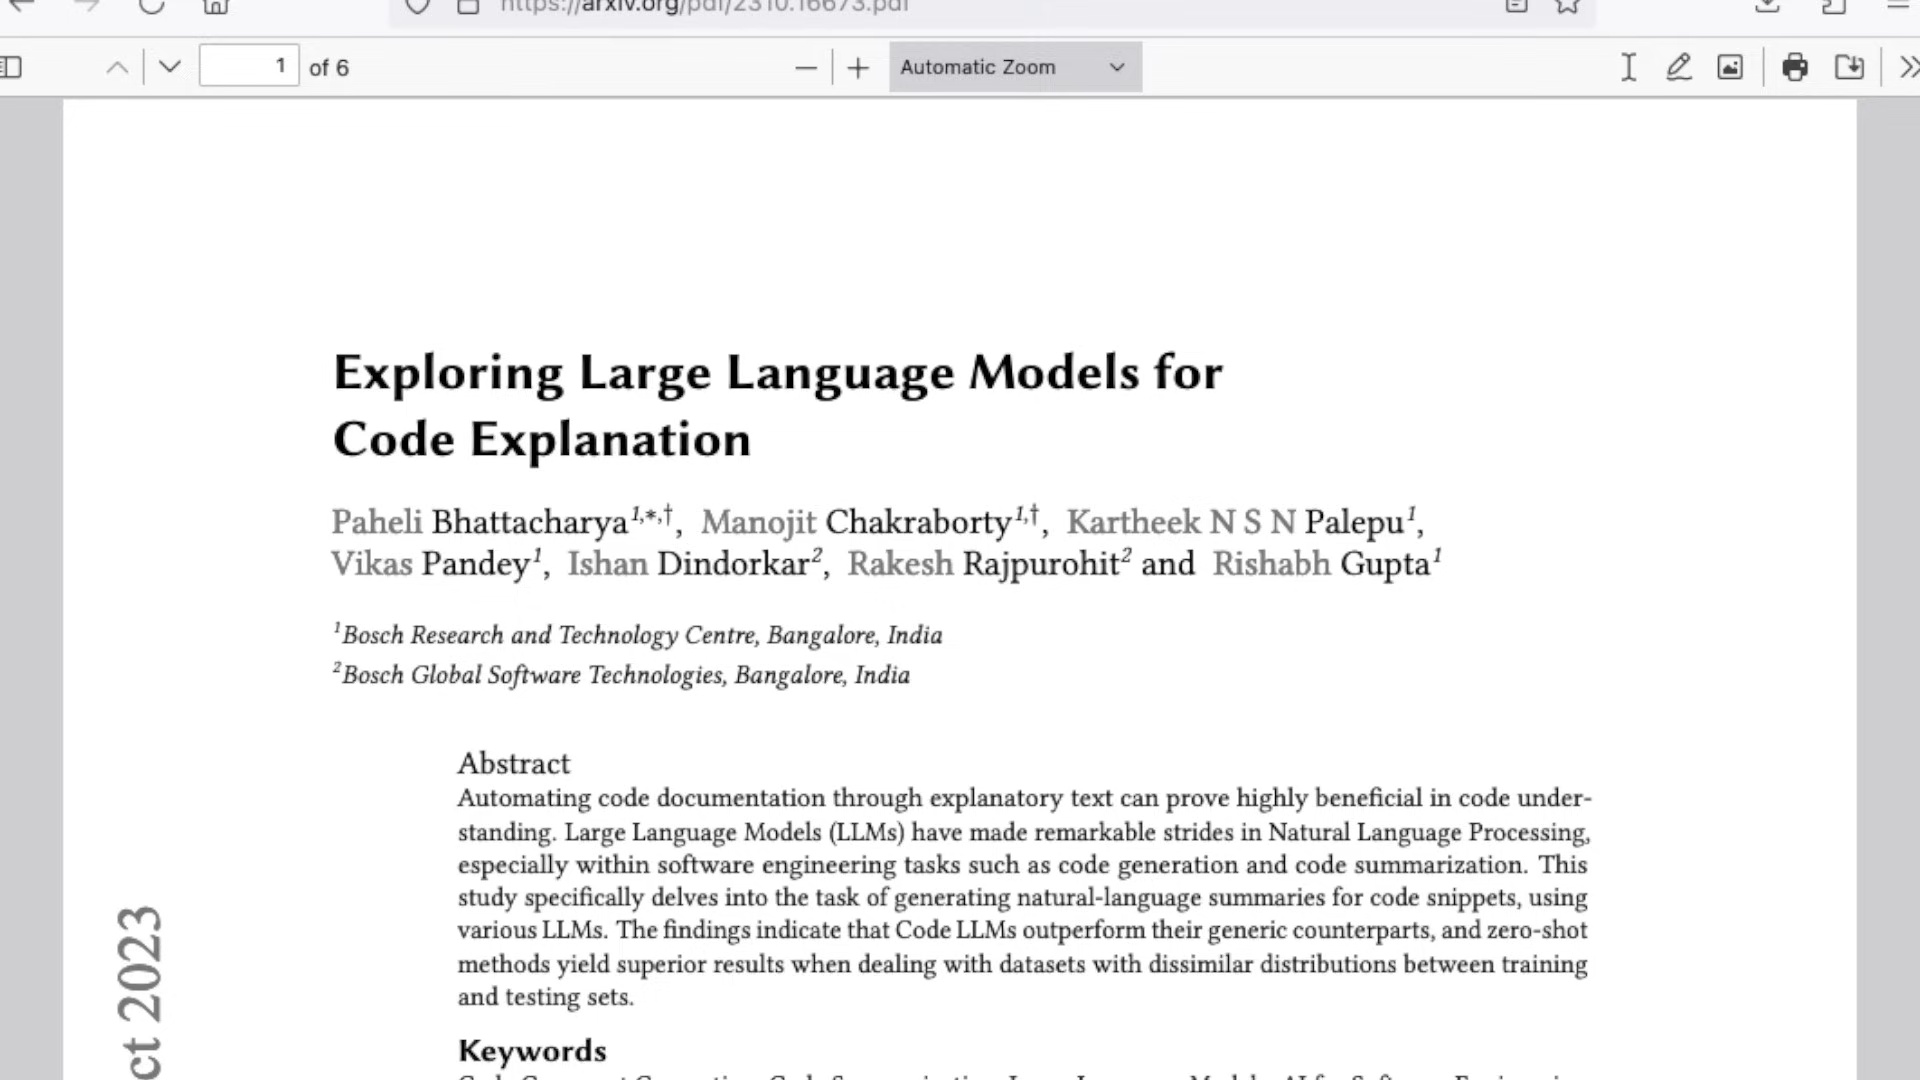 https://arxiv.org/pdf/2310.16673.pdf
1 of 6
Automatic Zoom
Exploring Large Language Models for
Code Explanation
Paheli Bhattacharya1,*,†, Manojit Chakraborty1,†, Kartheek N S N Palepu1,
Vikas Pandey1, Ishan Dindorkar2, Rakesh Rajpurohit2 and Rishabh Gupta1
1Bosch Research and Technology Centre, Bangalore, India
2Bosch Global Software Technologies, Bangalore, India
Abstract
Automating code documentation through explanatory text can prove highly beneficial in code under-
standing. Large Language Models (LLMs) have made remarkable strides in Natural Language Processing,
especially within software engineering tasks such as code generation and code summarization. This
study specifically delves into the task of generating natural-language summaries for code snippets, using
various LLMs. The findings indicate that Code LLMs outperform their generic counterparts, and zero-shot
methods yield superior results when dealing with datasets with dissimilar distributions between training
and testing sets.
Keywords
ct 2023